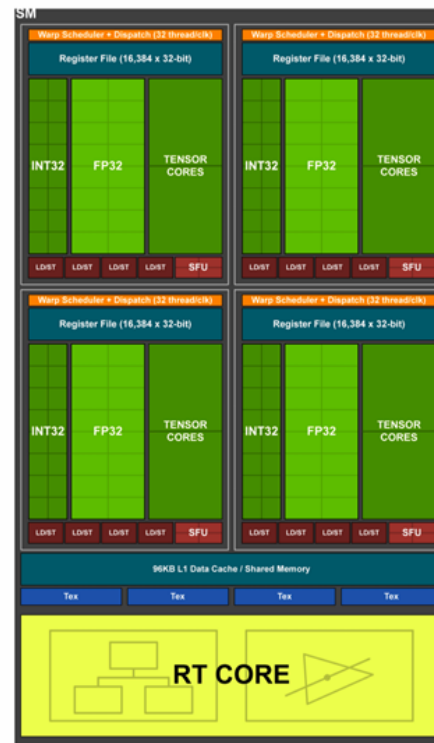 SM
Warp Scheduler + Dispatch (32 thread/clk) Warp Scheduler + Dispatch (32 thread/clk)
Register File (16,384 x 32-bit) Register File (16,384 x 32-bit)
INT32 FP32 TENSOR CORES INT32 FP32 TENSOR CORES
LD/ST LD/ST LD/ST LD/ST SFU LD/ST LD/ST LD/ST LD/ST SFU
Warp Scheduler + Dispatch (32 thread/clk) Warp Scheduler + Dispatch (32 thread/clk)
Register File (16,384 x 32-bit) Register File (16,384 x 32-bit)
INT32 FP32 TENSOR CORES INT32 FP32 TENSOR CORES
LD/ST LD/ST LD/ST LD/ST SFU LD/ST LD/ST LD/ST LD/ST SFU
96KB L1 Data Cache / Shared Memory
Tex Tex Tex Tex
RT CORE